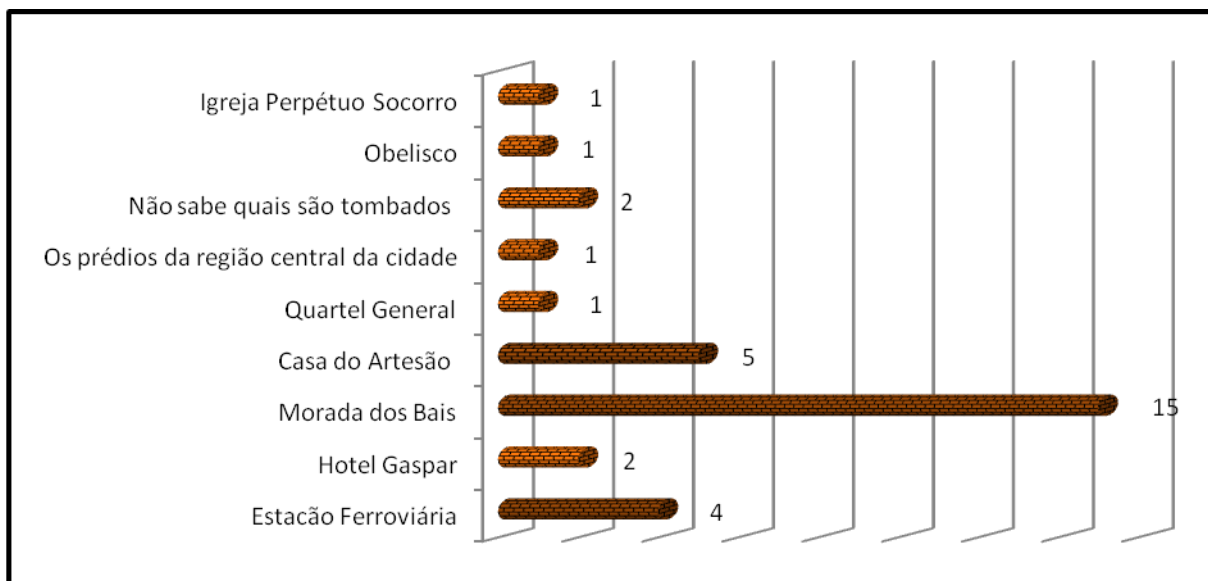 Igreja Perpétuo Socorro 1
Obelisco 1
Não sabe quais são tombados 2
Os prédios da região central da cidade 1
Quartel General 1
Casa do Artesão 5
Morada dos Bais 15
Hotel Gaspar 2
Estacão Ferroviária 4